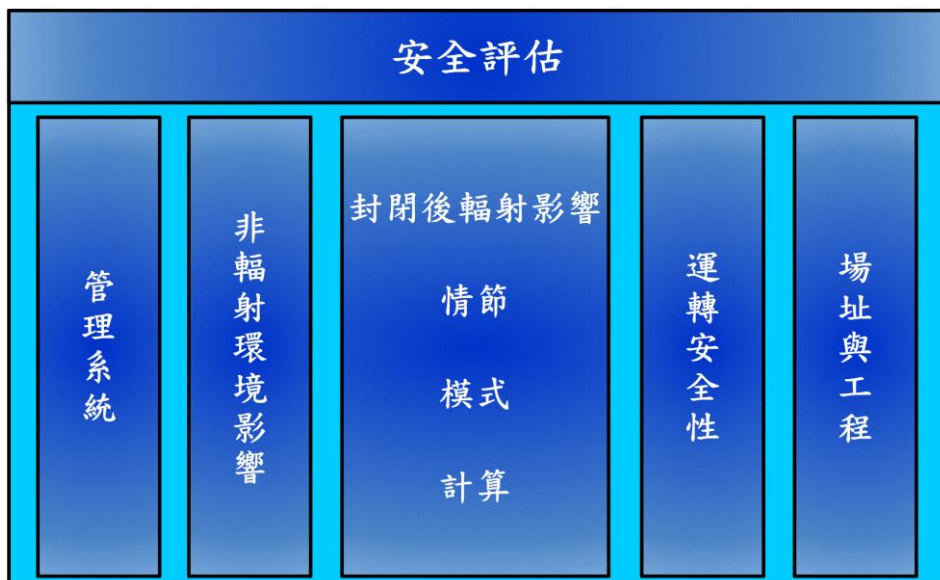 安全評估
管理系統
非輻射環境影響
封閉後輻射影響
情節
模式
計算
運轉安全性
場址與工程